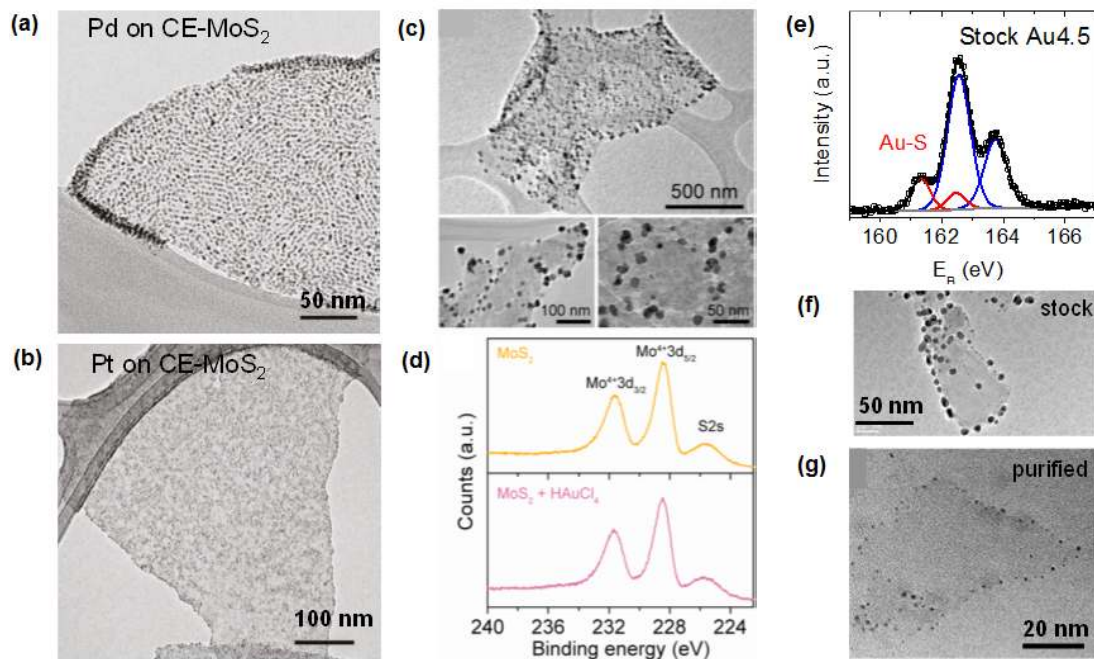 (a)
Pd on CE-MoS₂
50 nm
(b)
Pt on CE-MoS₂
100 nm
(c)
500 nm
100 nm
50 nm
(d)
MoS₂
Mo⁴⁺3d₃/₂
Mo⁴⁺3d₅/₂
S2s
MoS₂ + HAuCl₄
Counts (a.u.)
240 236 232 228 224
Binding energy (eV)
(e)
Stock Au4.5
Au-S
Intensity (a.u.)
160 162 164 166
E_B (eV)
(f)
stock
50 nm
(g)
purified
20 nm